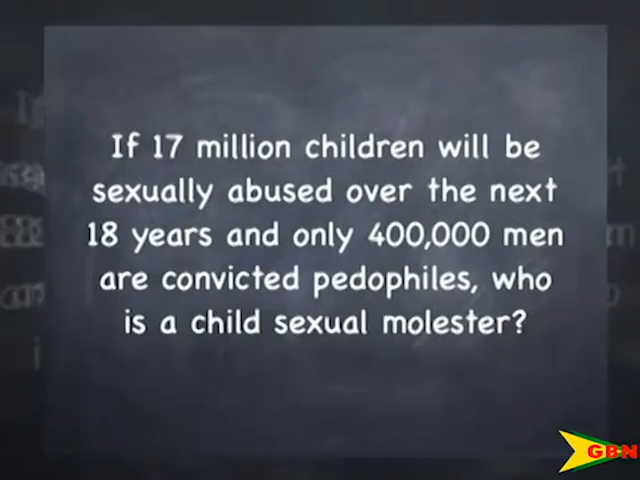 If 17 million children will be
sexually abused over the next
18 years and only 400,000 men
are convicted pedophiles, who
is a child sexual molester?
GBN